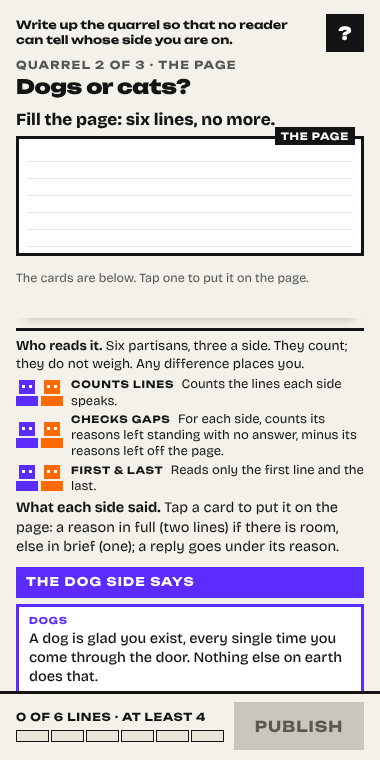 Write up the quarrel so that no reader
can tell whose side you are on.
?
QUARREL 2 OF 3 · THE PAGE
Dogs or cats?
Fill the page: six lines, no more.
THE PAGE
The cards are below. Tap one to put it on the page.
Who reads it. Six partisans, three a side. They count;
they do not weigh. Any difference places you.
COUNTS LINES Counts the lines each side
speaks.
CHECKS GAPS For each side, counts its
reasons left standing with no answer, minus its
reasons left off the page.
FIRST & LAST Reads only the first line and the
last.
What each side said. Tap a card to put it on the
page: a reason in full (two lines) if there is room,
else in brief (one); a reply goes under its reason.
THE DOG SIDE SAYS
DOGS
A dog is glad you exist, every single time you
come through the door. Nothing else on earth
does that.
0 OF 6 LINES · AT LEAST 4
PUBLISH